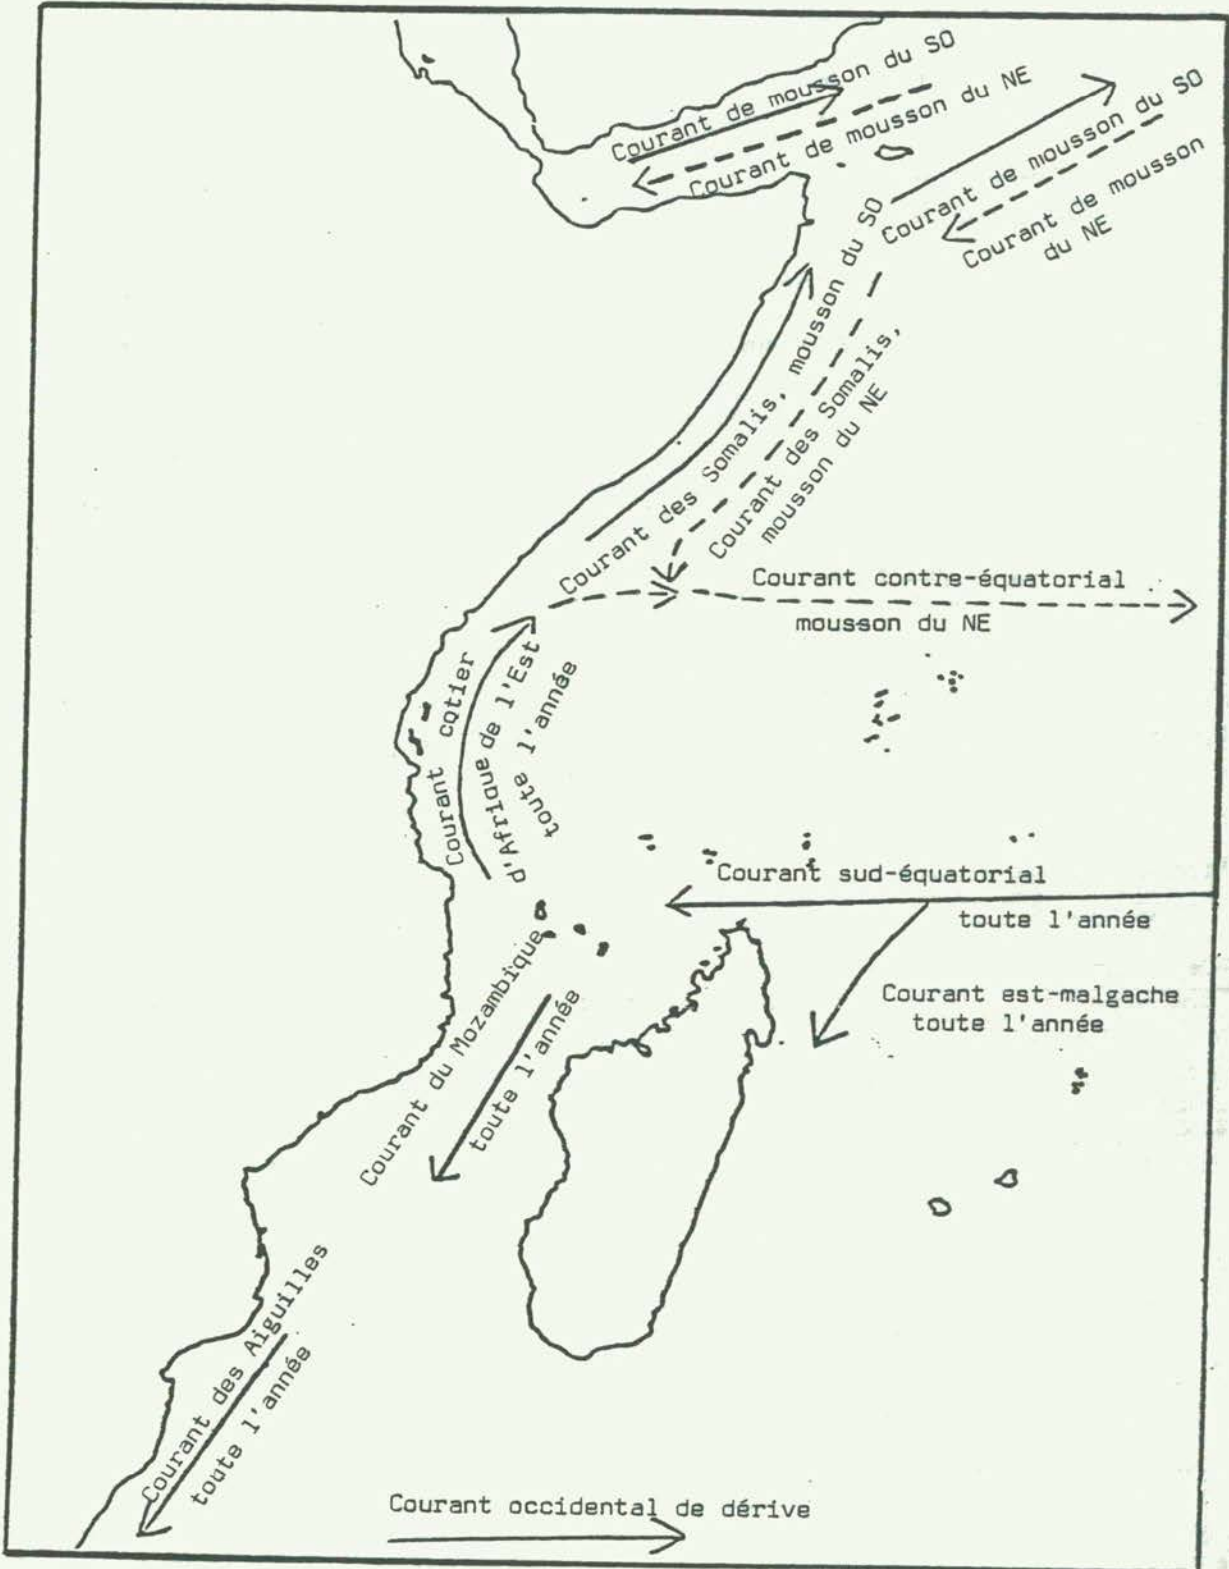 Courant de mousson du SO
Courant de mousson du NE
Courant de mousson du SO
Courant de mousson
du NE
Courant des Somalis, mousson du SO
Courant des Somalis,
mousson du NE
Courant contre-équatorial
mousson du NE
Courant cotier
d'Afrique de l'Est
toute l'année
Courant sud-équatorial
toute l'année
Courant est-malgache
toute l'année
Courant du Mozambique
toute l'année
Courant des Aiguilles
toute l'année
Courant occidental de dérive